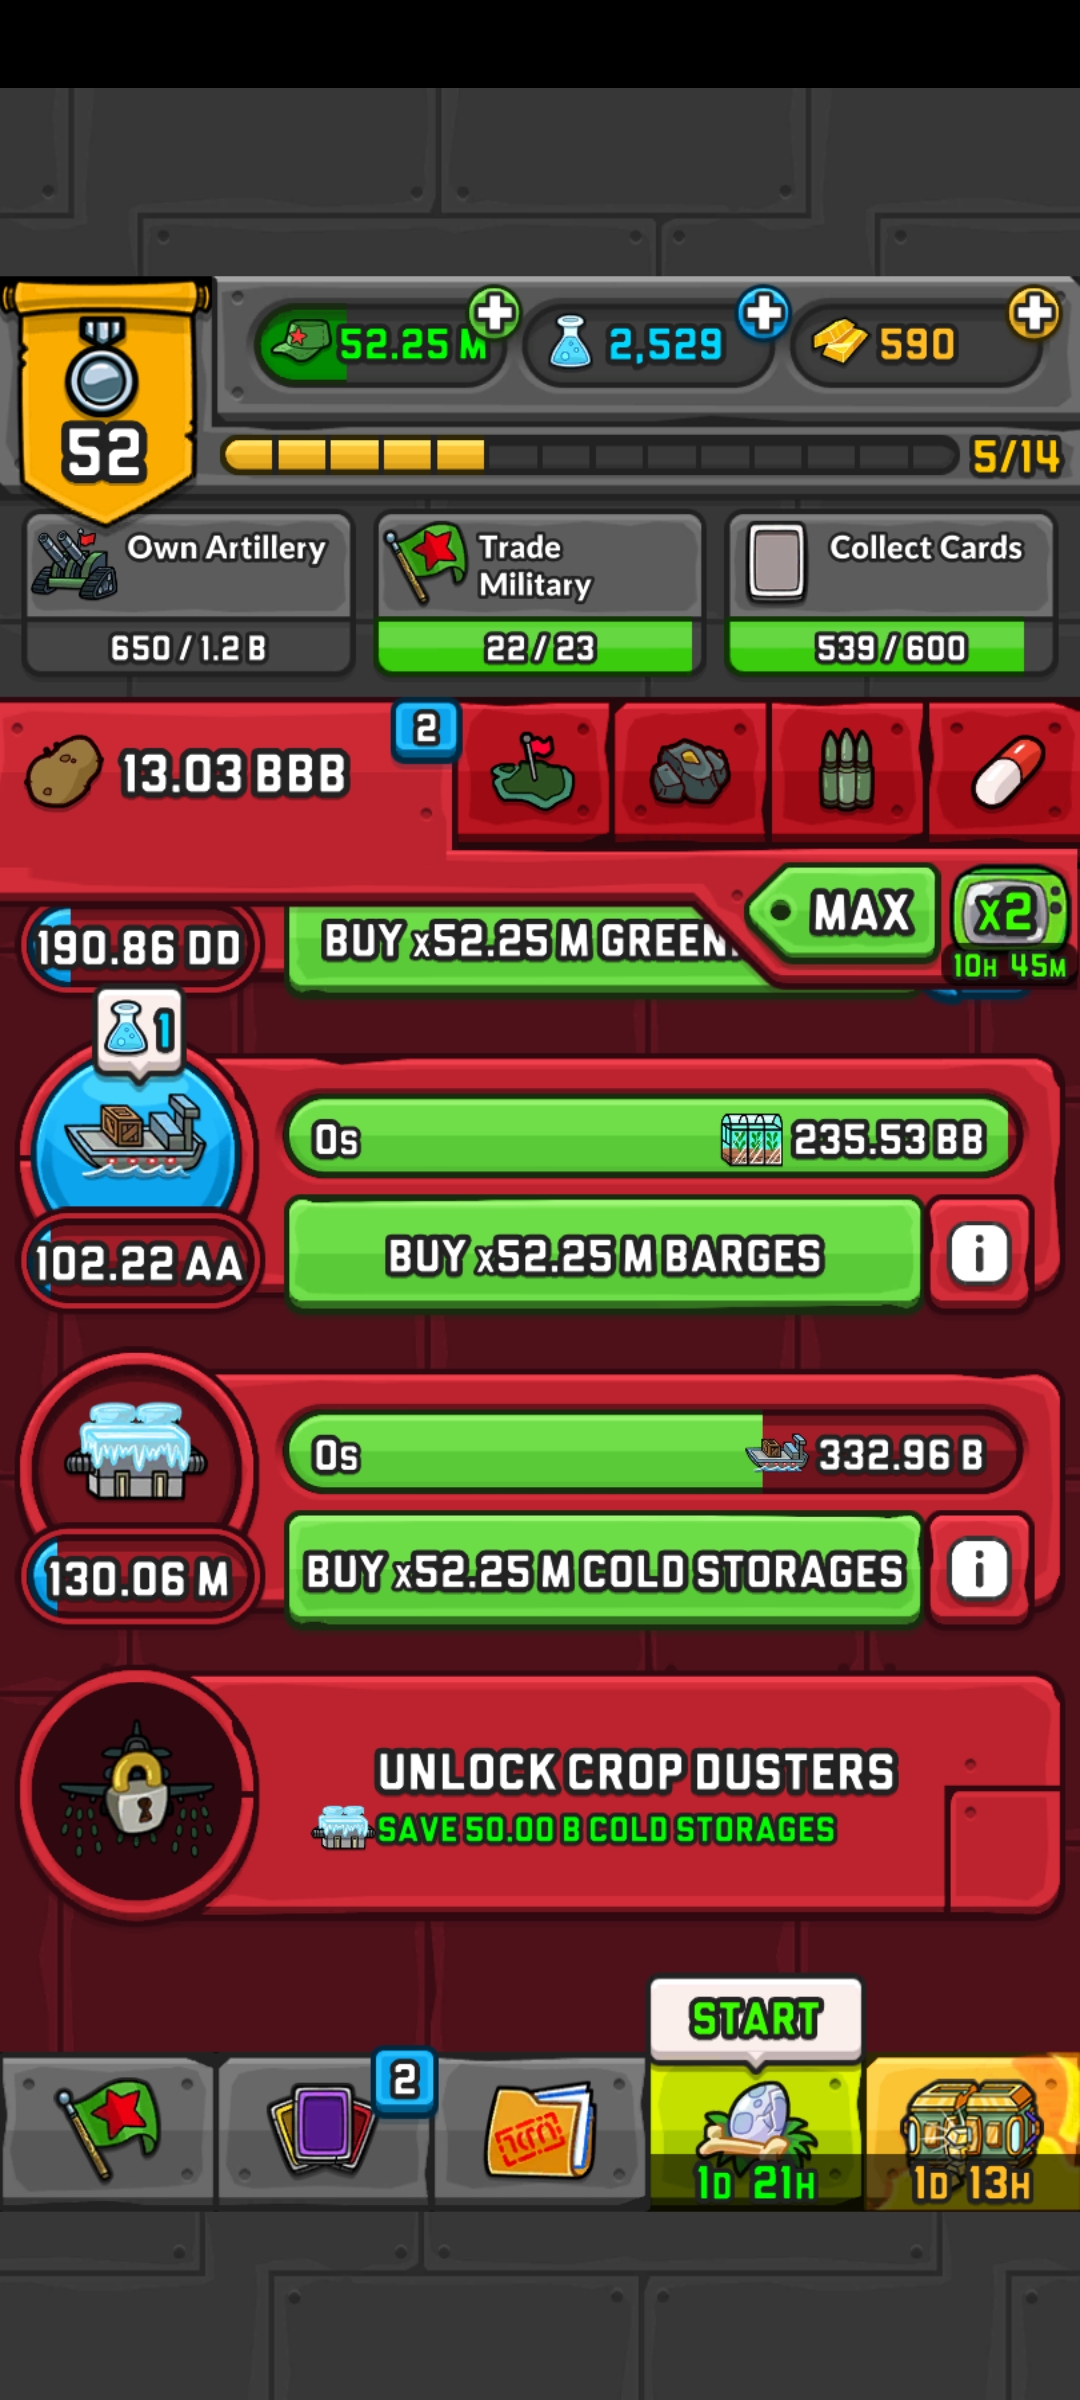 52.25 M
2,529
590
52
5/14
Own Artillery
650 / 1.2 B
Trade
Military
22 / 23
Collect Cards
539 / 600
13.03 BBB
2
MAX
x2
10H 45M
190.86 DD
BUY x52.25 M GREEN
1
0s
235.53 BB
102.22 AA
BUY x52.25 M BARGES
i
0s
332.96 B
130.06 M
BUY x52.25 M COLD STORAGES
i
UNLOCK CROP DUSTERS
SAVE 50.00 B COLD STORAGES
START
2
1D 21H
1D 13H